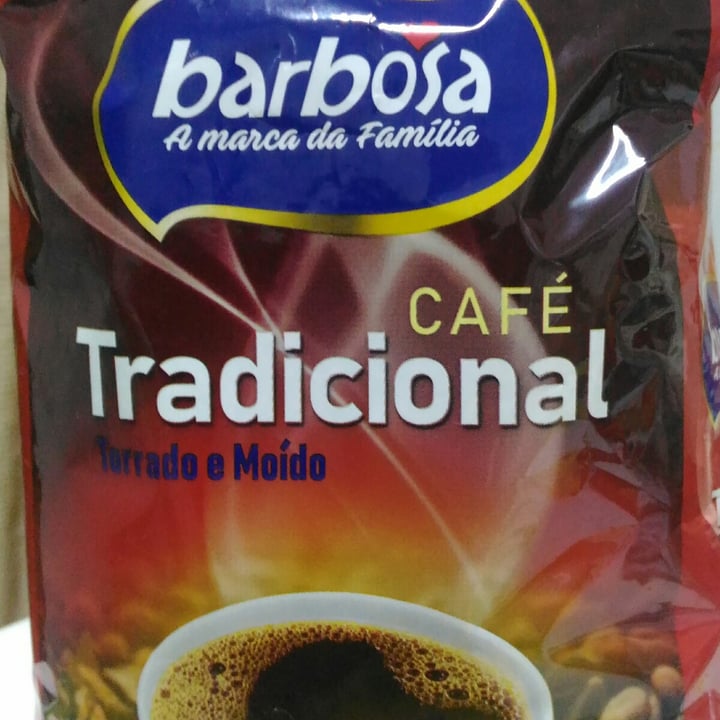 barbosa
A marca da Família
CAFÉ
Tradicional
Torrado e Moído